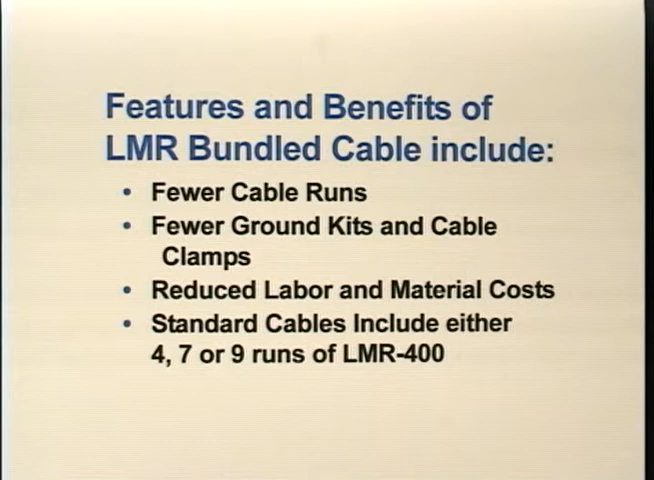 Features and Benefits of
LMR Bundled Cable include:
• Fewer Cable Runs
• Fewer Ground Kits and Cable
Clamps
• Reduced Labor and Material Costs
• Standard Cables Include either
4, 7 or 9 runs of LMR-400